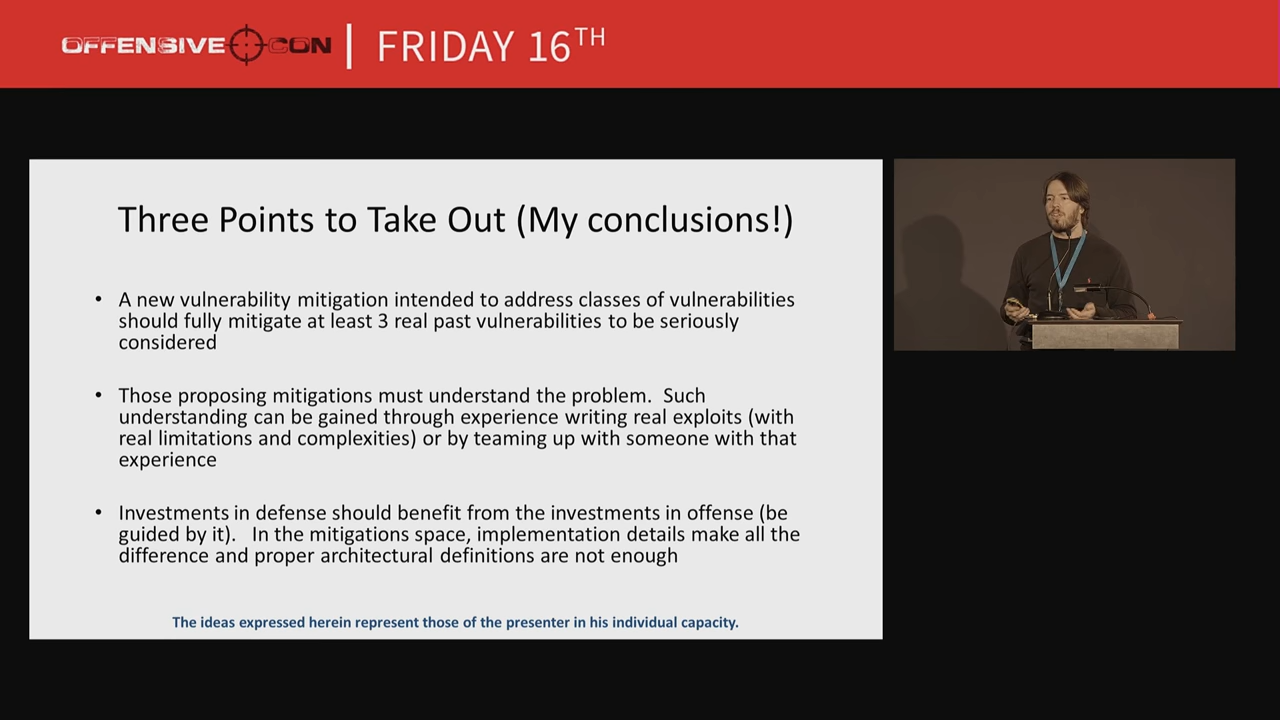 OFFENSIVE CON | FRIDAY 16TH
Three Points to Take Out (My conclusions!)
• A new vulnerability mitigation intended to address classes of vulnerabilities
should fully mitigate at least 3 real past vulnerabilities to be seriously
considered
• Those proposing mitigations must understand the problem.  Such
understanding can be gained through experience writing real exploits (with
real limitations and complexities) or by teaming up with someone with that
experience
• Investments in defense should benefit from the investments in offense (be
guided by it).   In the mitigations space, implementation details make all the
difference and proper architectural definitions are not enough
The ideas expressed herein represent those of the presenter in his individual capacity.